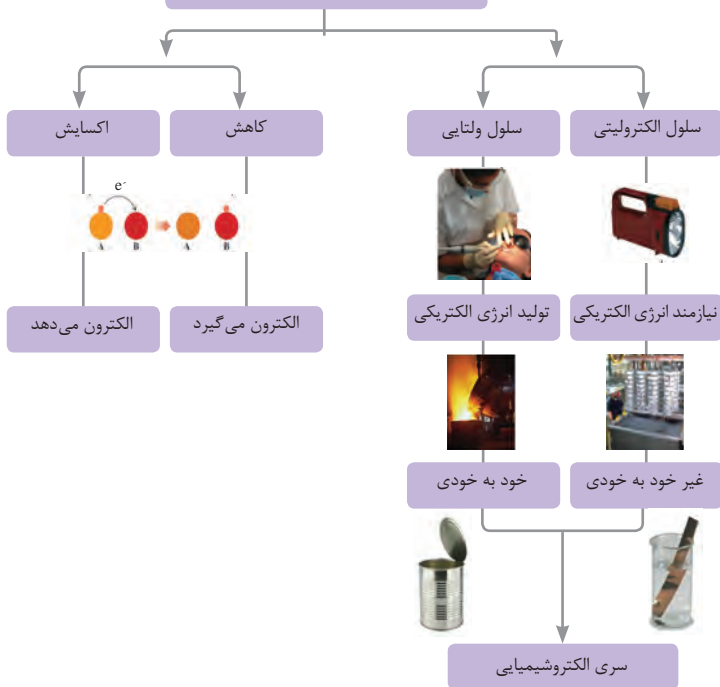 سلول الکترولیتی
سلول ولتایی
کاهش
اکسایش
e⁻
A B A B
نیازمند انرژی الکتریکی
تولید انرژی الکتریکی
الکترون می‌گیرد
الکترون می‌دهد
غیر خود به خودی
خود به خودی
سری الکتروشیمیایی